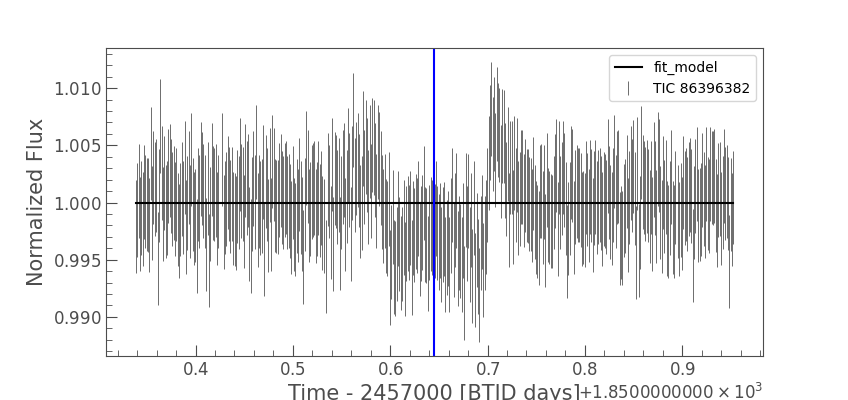 fit_model
TIC 86396382
1.010
1.005
1.000
0.995
0.990
Normalized Flux
0.4 0.5 0.6 0.7 0.8 0.9
Time - 2457000 [BTJD days]
+1.8500000000 × 10³